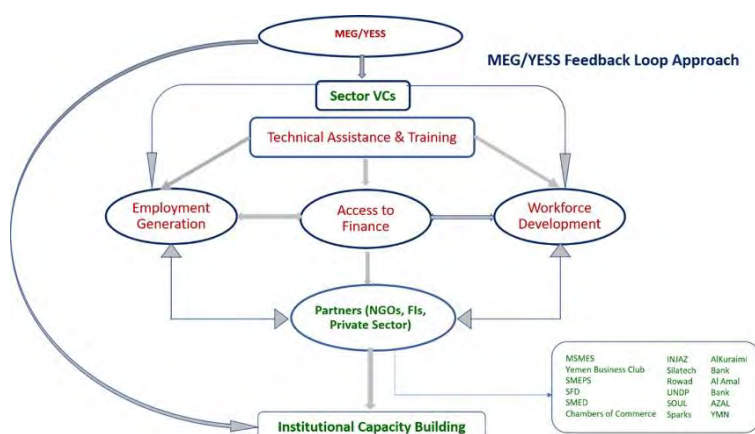 MEG/YESS
MEG/YESS Feedback Loop Approach
Sector VCs
Technical Assistance & Training
Employment
Generation
Access to
Finance
Workforce
Development
Partners (NGOs, FIs,
Private Sector)
MSMES INJAZ AlKuraimi
Yemen Business Club Silatech Bank
SMEPS Rowad Al Amal
SFD UNDP Bank
SMED SOUL AZAL
Chambers of Commerce Sparks YMN
Institutional Capacity Building